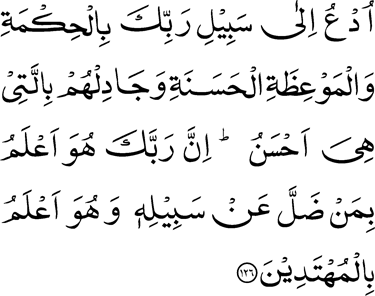 اُدْعُ اِلٰى سَبِيْلِ رَبِّكَ بِالْحِكْمَةِ
وَالْمَوْعِظَةِ الْحَسَنَةِ وَجَادِلْهُمْ بِالَّتِيْ
هِيَ اَحْسَنُ ؕ اِنَّ رَبَّكَ هُوَ اَعْلَمُ
بِمَنْ ضَلَّ عَنْ سَبِيْلِهٖ وَهُوَ اَعْلَمُ
بِالْمُهْتَدِيْنَ ﴿١٢٦﴾